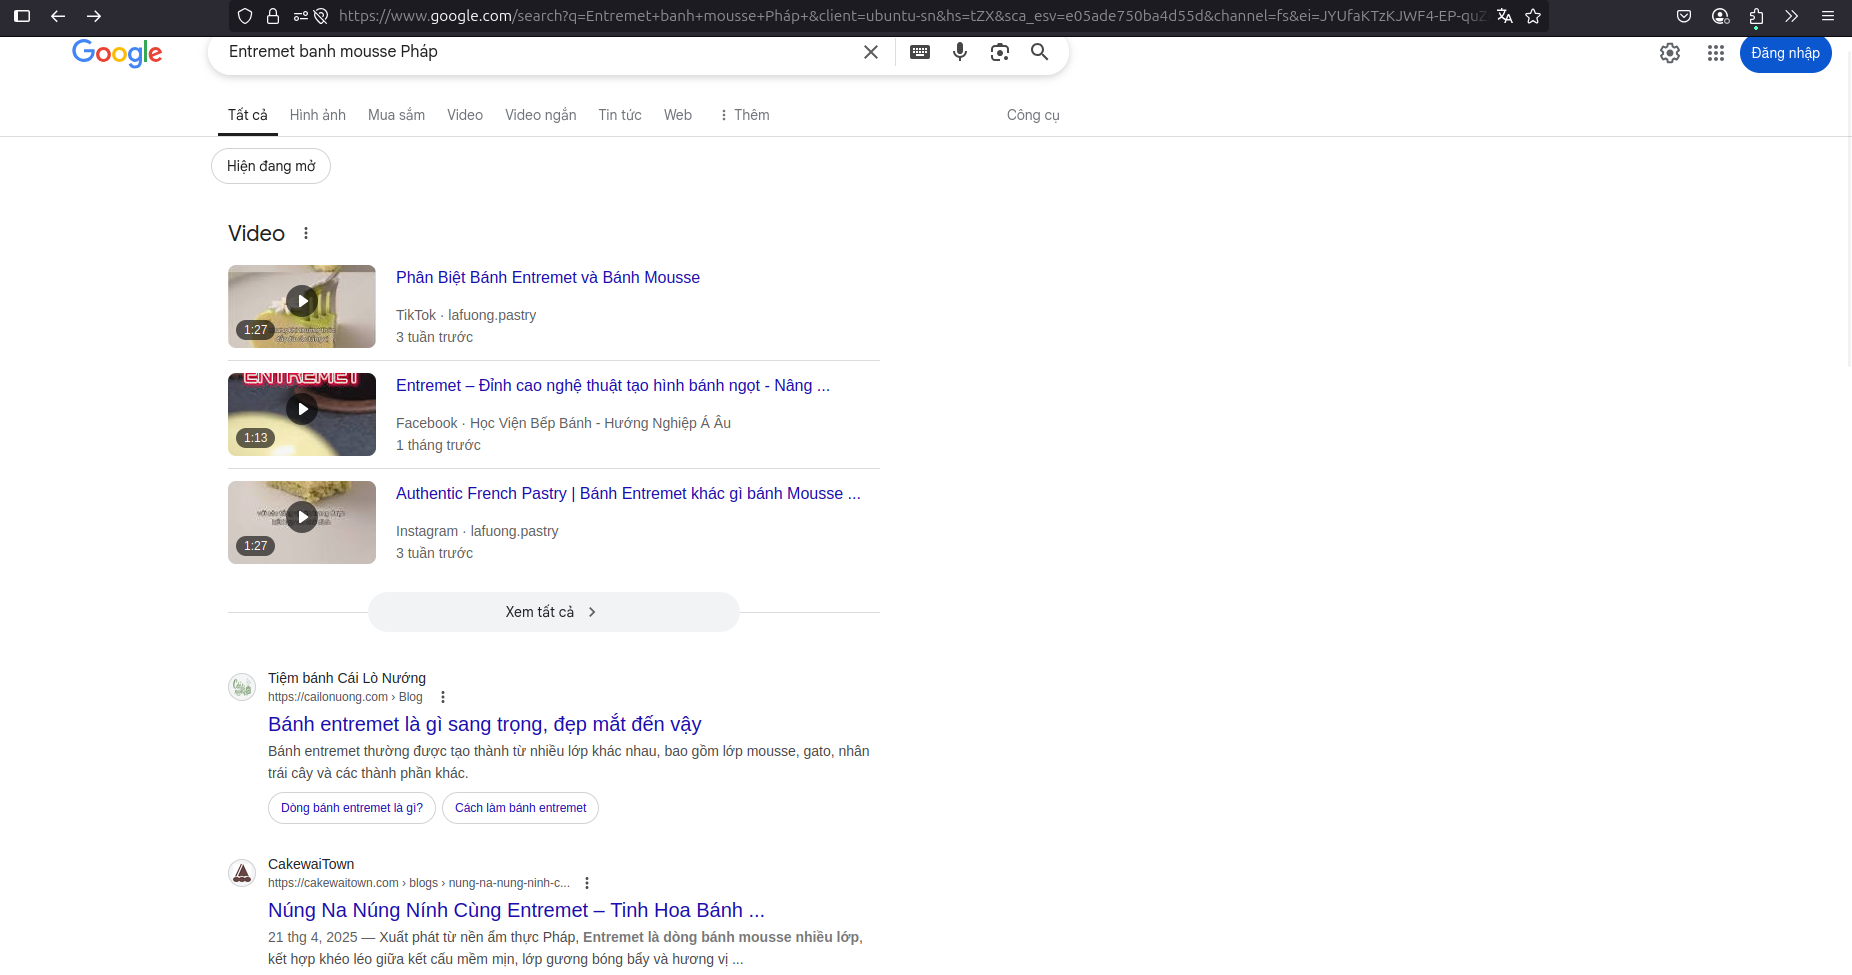 https://www.google.com/search?q=Entremet+banh+mousse+Pháp+&client=ubuntu-sn&hs=tZX&sca_esv=e05ade750ba4d55d&channel=fs&ei=JYUfaKTzKJWF4-EP-quZ
Google
Entremet banh mousse Pháp
Đăng nhập
Tất cả Hình ảnh Mua sắm Video Video ngắn Tin tức Web Thêm Công cụ
Hiện đang mở
Video
Phân Biệt Bánh Entremet và Bánh Mousse
TikTok · lafuong.pastry
1:27
3 tuần trước
ENTREMET
Entremet – Đỉnh cao nghệ thuật tạo hình bánh ngọt - Nâng ...
Facebook · Học Viện Bếp Bánh - Hướng Nghiệp Á Âu
1:13
1 tháng trước
Authentic French Pastry | Bánh Entremet khác gì bánh Mousse ...
Instagram · lafuong.pastry
1:27
3 tuần trước
Xem tất cả
Tiệm bánh Cái Lò Nướng
https://cailonuong.com › Blog
Bánh entremet là gì sang trọng, đẹp mắt đến vậy
Bánh entremet thường được tạo thành từ nhiều lớp khác nhau, bao gồm lớp mousse, gato, nhân
trái cây và các thành phần khác.
Dòng bánh entremet là gì? Cách làm bánh entremet
CakewaiTown
https://cakewaitown.com › blogs › nung-na-nung-ninh-c...
Núng Na Núng Nính Cùng Entremet – Tinh Hoa Bánh ...
21 thg 4, 2025 — Xuất phát từ nền ẩm thực Pháp, Entremet là dòng bánh mousse nhiều lớp,
kết hợp khéo léo giữa kết cấu mềm mịn, lớp gương bóng bẩy và hương vị ...